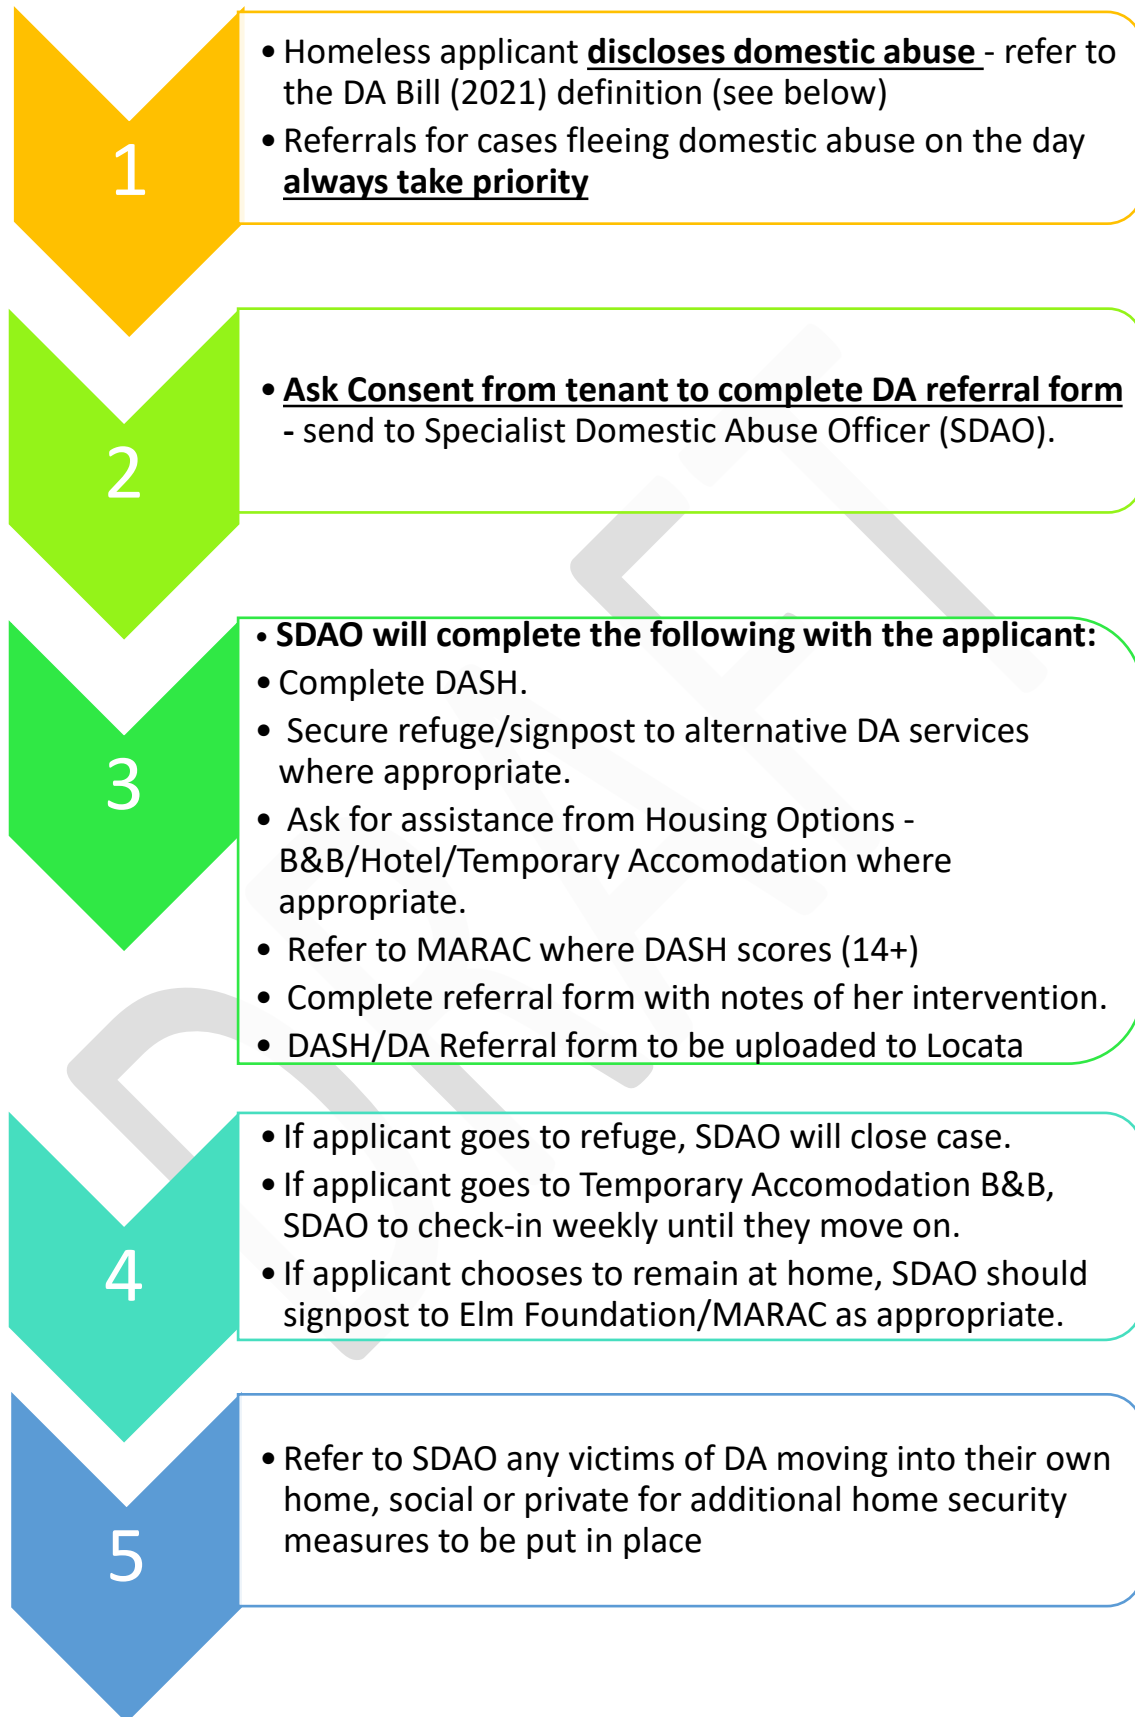 1
• Homeless applicant discloses domestic abuse - refer to
the DA Bill (2021) definition (see below)
• Referrals for cases fleeing domestic abuse on the day
always take priority
2
• Ask Consent from tenant to complete DA referral form
- send to Specialist Domestic Abuse Officer (SDAO).
3
• SDAO will complete the following with the applicant:
• Complete DASH.
• Secure refuge/signpost to alternative DA services
where appropriate.
• Ask for assistance from Housing Options -
B&B/Hotel/Temporary Accomodation where
appropriate.
• Refer to MARAC where DASH scores (14+)
• Complete referral form with notes of her intervention.
• DASH/DA Referral form to be uploaded to Locata
4
• If applicant goes to refuge, SDAO will close case.
• If applicant goes to Temporary Accomodation B&B,
SDAO to check-in weekly until they move on.
• If applicant chooses to remain at home, SDAO should
signpost to Elm Foundation/MARAC as appropriate.
5
• Refer to SDAO any victims of DA moving into their own
home, social or private for additional home security
measures to be put in place
DRAFT